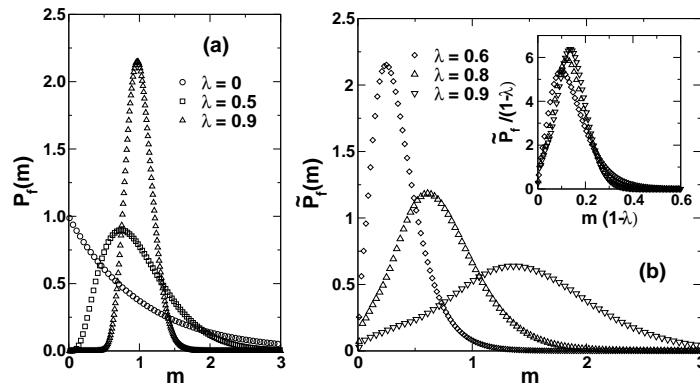 (a)
○ λ = 0
□ λ = 0.5
△ λ = 0.9
P_f(m)
2.5
2.0
1.5
1.0
0.5
0.0
0 1 2 3
m
(b)
◇ λ = 0.6
△ λ = 0.8
▽ λ = 0.9
P̃_f(m)
2.5
2
1.5
1
0.5
0
0 1 2 3
m
P̃_f /(1-λ)
6
4
2
0
0 0.2 0.4 0.6
m (1-λ)